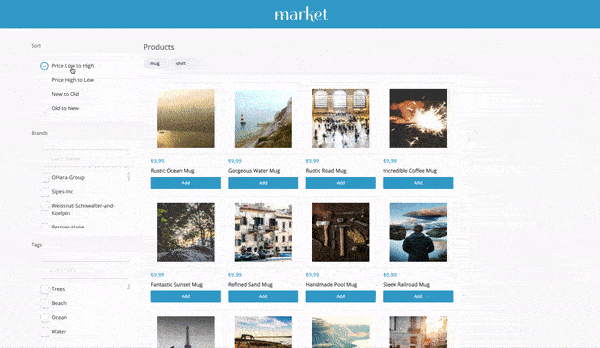 market
Sort
Price Low to High
Price High to Low
New to Old
Old to New
Brands
OHara-Group
Sipes-Inc
Weissnat-Schowalter-and-
Koelpin
Tags
Trees
Beach
Ocean
Water
Products
mug shirt
₺9,99 ₺9,99 ₺9,99 ₺9,99
Rustic Ocean Mug Gorgeous Water Mug Rustic Road Mug Incredible Coffee Mug
Add Add Add Add
₺9,99 ₺9,99 ₺9,99 ₺9,99
Fantastic Sunset Mug Refined Sand Mug Handmade Pool Mug Sleek Railroad Mug
Add Add Add Add